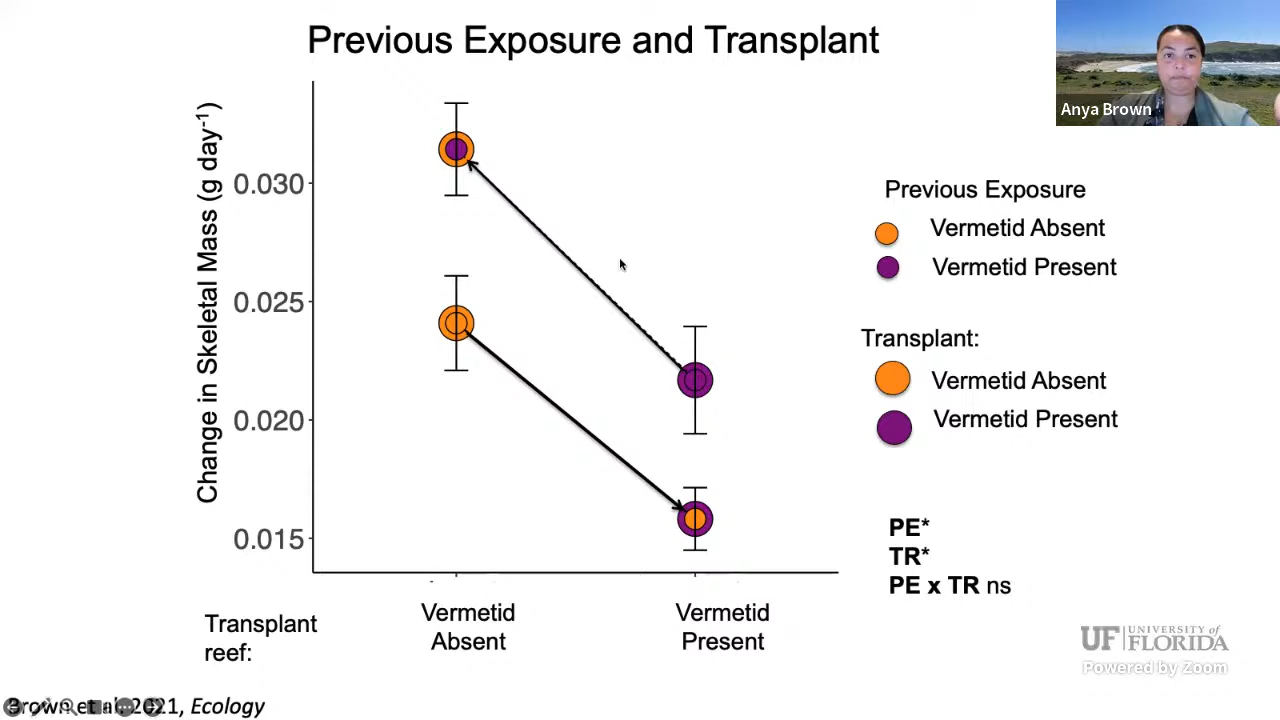 Previous Exposure and Transplant
Anya Brown
Change in Skeletal Mass (g day⁻¹)
0.030
0.025
0.020
0.015
Previous Exposure
Vermetid Absent
Vermetid Present
Transplant:
Vermetid Absent
Vermetid Present
PE*
TR*
PE x TR ns
Transplant
reef:
Vermetid
Absent
Vermetid
Present
UF UNIVERSITY of
FLORIDA
Powered by Zoom
Brown et al. 2021, Ecology